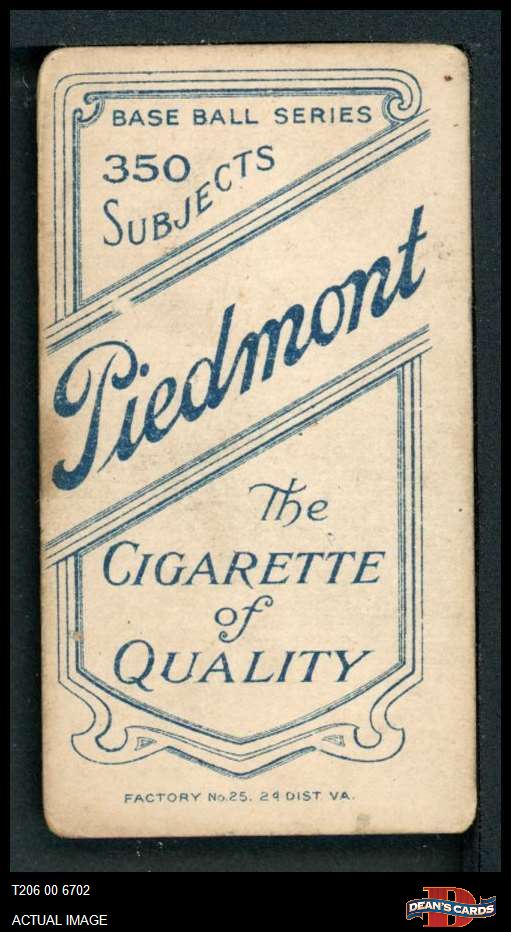 BASE BALL SERIES
350
SUBJECTS
Piedmont
The
CIGARETTE
of
QUALITY
FACTORY No. 25. 2d DIST. VA.
T206 00 6702
ACTUAL IMAGE
D
DEAN'S CARDS